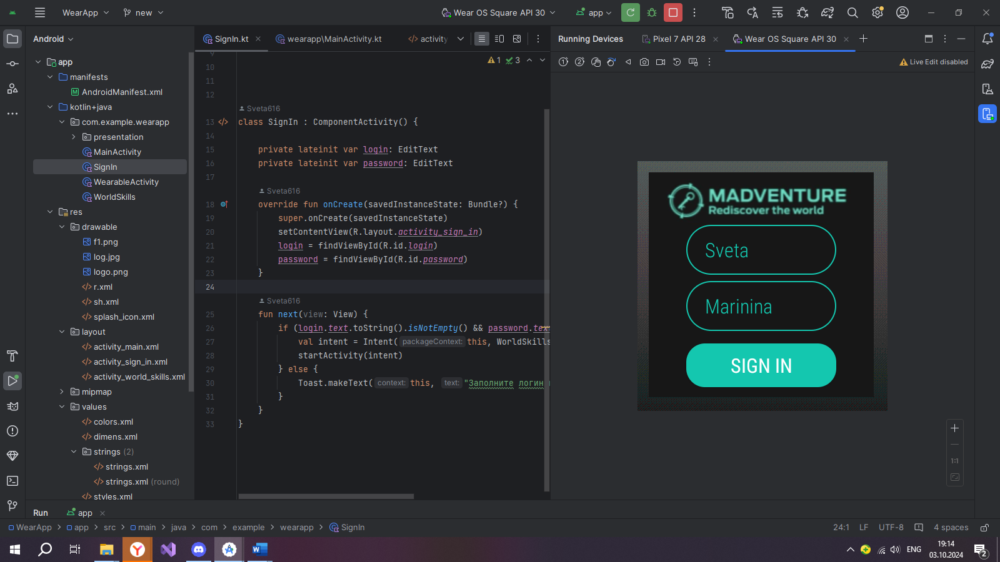 WearApp
new
Wear OS Square API 30
app
Android
SignIn.kt
wearapp\MainActivity.kt
activity
Running Devices
Pixel 7 API 28
Wear OS Square API 30
Live Edit disabled
app
manifests
AndroidManifest.xml
kotlin+java
com.example.wearapp
presentation
MainActivity
SignIn
WearableActivity
WorldSkills
res
drawable
f1.png
log.jpg
logo.png
r.xml
sh.xml
splash_icon.xml
layout
activity_main.xml
activity_sign_in.xml
activity_world_skills.xml
mipmap
values
colors.xml
dimens.xml
strings (2)
strings.xml
strings.xml (round)
styles.xml
1 3
9
10
11
12
Sveta616
13 class SignIn : ComponentActivity() {
14
15 private lateinit var login: EditText
16 private lateinit var password: EditText
17
Sveta616
18 override fun onCreate(savedInstanceState: Bundle?) {
19 super.onCreate(savedInstanceState)
20 setContentView(R.layout.activity_sign_in)
21 login = findViewById(R.id.login)
22 password = findViewById(R.id.password)
23 }
24
Sveta616
25 fun next(view: View) {
26 if (login.text.toString().isNotEmpty() && password.text
27 val intent = Intent( packageContext: this, WorldSkills
28 startActivity(intent)
29 } else {
30 Toast.makeText( context: this, text: "Заполните логин
31 }
32 }
33 }
MADVENTURE
Rediscover the world
Sveta
Marinina
SIGN IN
1:1
Run
app
WearApp > app > src > main > java > com > example > wearapp > SignIn
24:1 LF UTF-8 4 spaces
ENG
19:14
03.10.2024
2